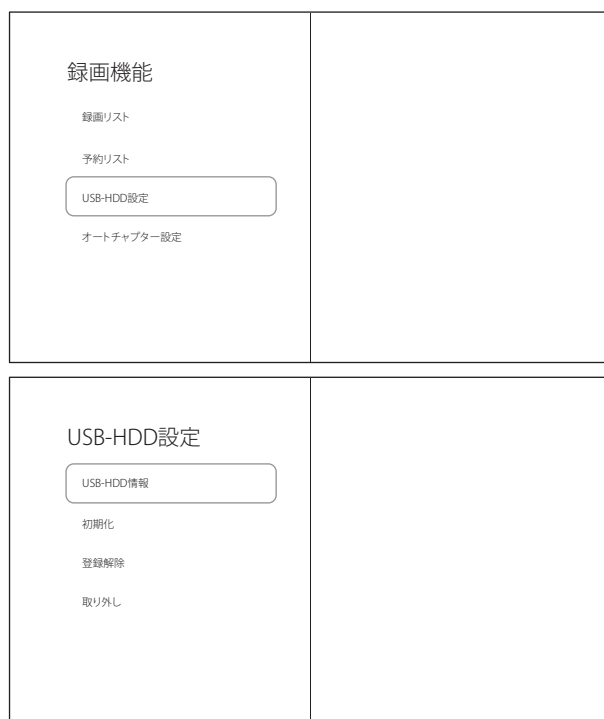 録画機能
録画リスト
予約リスト
USB-HDD設定
オートチャプター設定
USB-HDD設定
USB-HDD情報
初期化
登録解除
取り外し